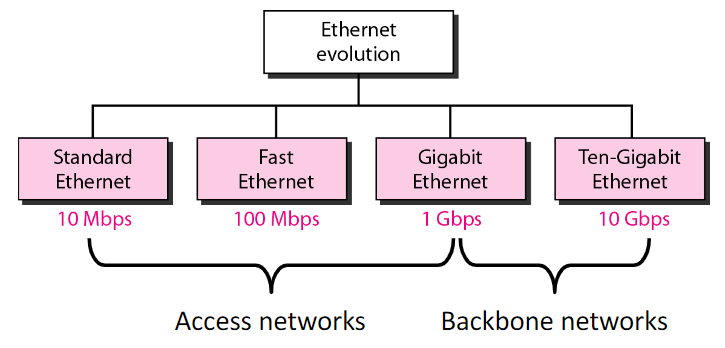 Ethernet
evolution
Standard
Ethernet
Fast
Ethernet
Gigabit
Ethernet
Ten-Gigabit
Ethernet
10 Mbps
100 Mbps
1 Gbps
10 Gbps
Access networks
Backbone networks